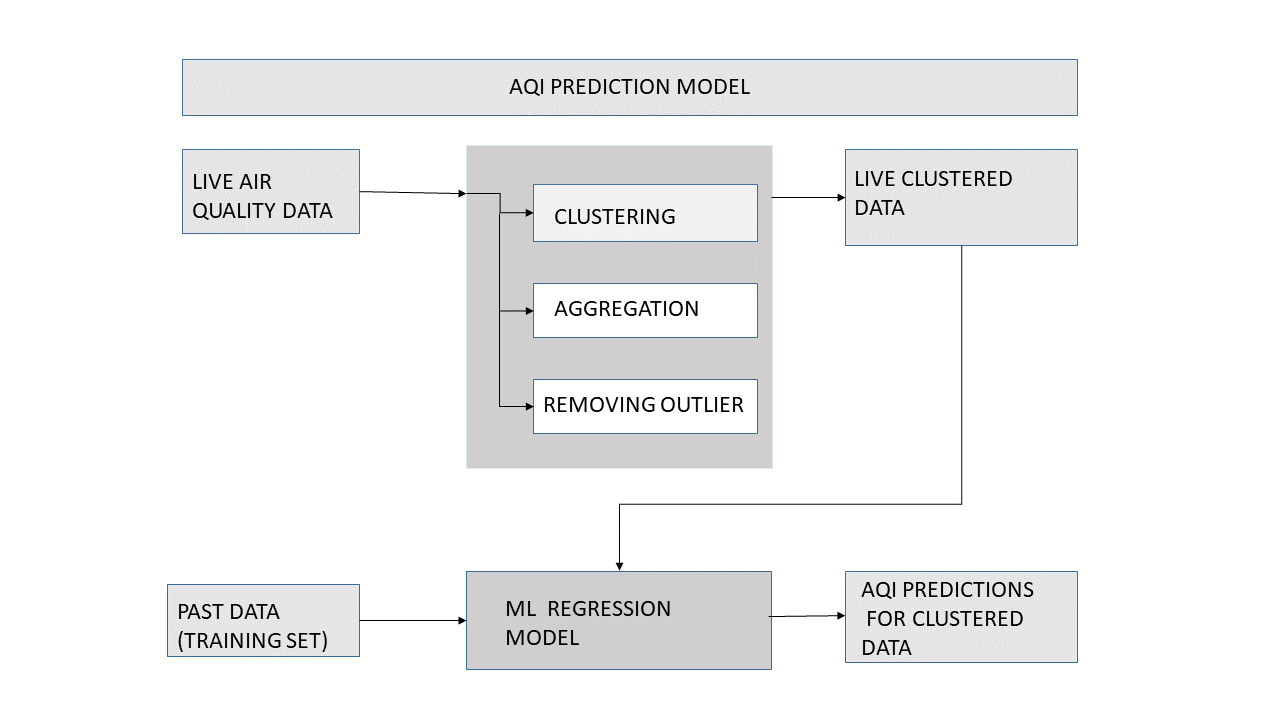 AQI PREDICTION MODEL
LIVE AIR
QUALITY DATA
CLUSTERING
AGGREGATION
REMOVING OUTLIER
LIVE CLUSTERED
DATA
PAST DATA
(TRAINING SET)
ML REGRESSION
MODEL
AQI PREDICTIONS
FOR CLUSTERED
DATA